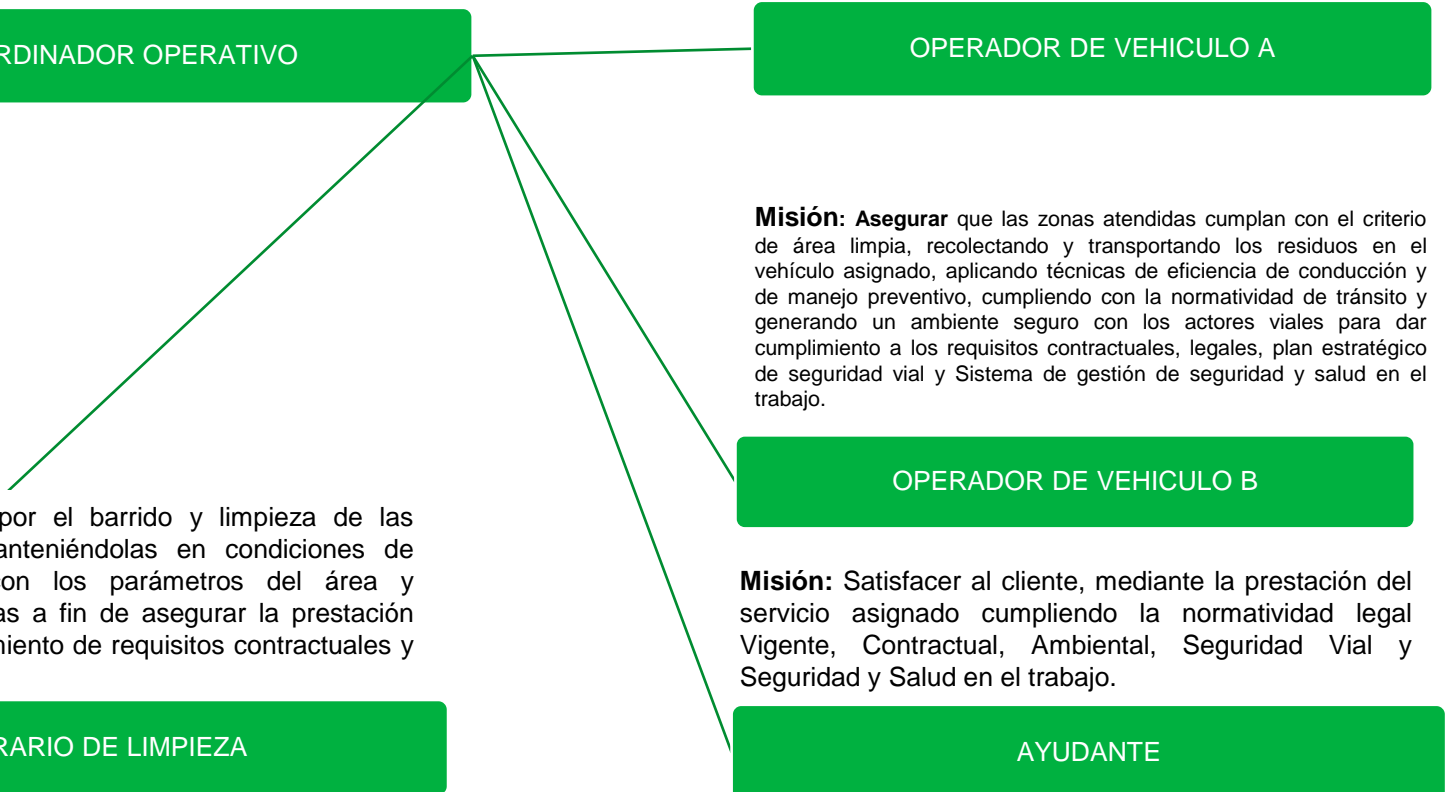 RDINADOR OPERATIVO
OPERADOR DE VEHICULO A
Misión: Asegurar que las zonas atendidas cumplan con el criterio
de área limpia, recolectando y transportando los residuos en el
vehículo asignado, aplicando técnicas de eficiencia de conducción y
de manejo preventivo, cumpliendo con la normatividad de tránsito y
generando un ambiente seguro con los actores viales para dar
cumplimiento a los requisitos contractuales, legales, plan estratégico
de seguridad vial y Sistema de gestión de seguridad y salud en el
trabajo.
OPERADOR DE VEHICULO B
por el barrido y limpieza de las
anteniéndolas en condiciones de
con los parámetros del área y
as a fin de asegurar la prestación
niento de requisitos contractuales y
Misión: Satisfacer al cliente, mediante la prestación del
servicio asignado cumpliendo la normatividad legal
Vigente, Contractual, Ambiental, Seguridad Vial y
Seguridad y Salud en el trabajo.
RARIO DE LIMPIEZA
AYUDANTE